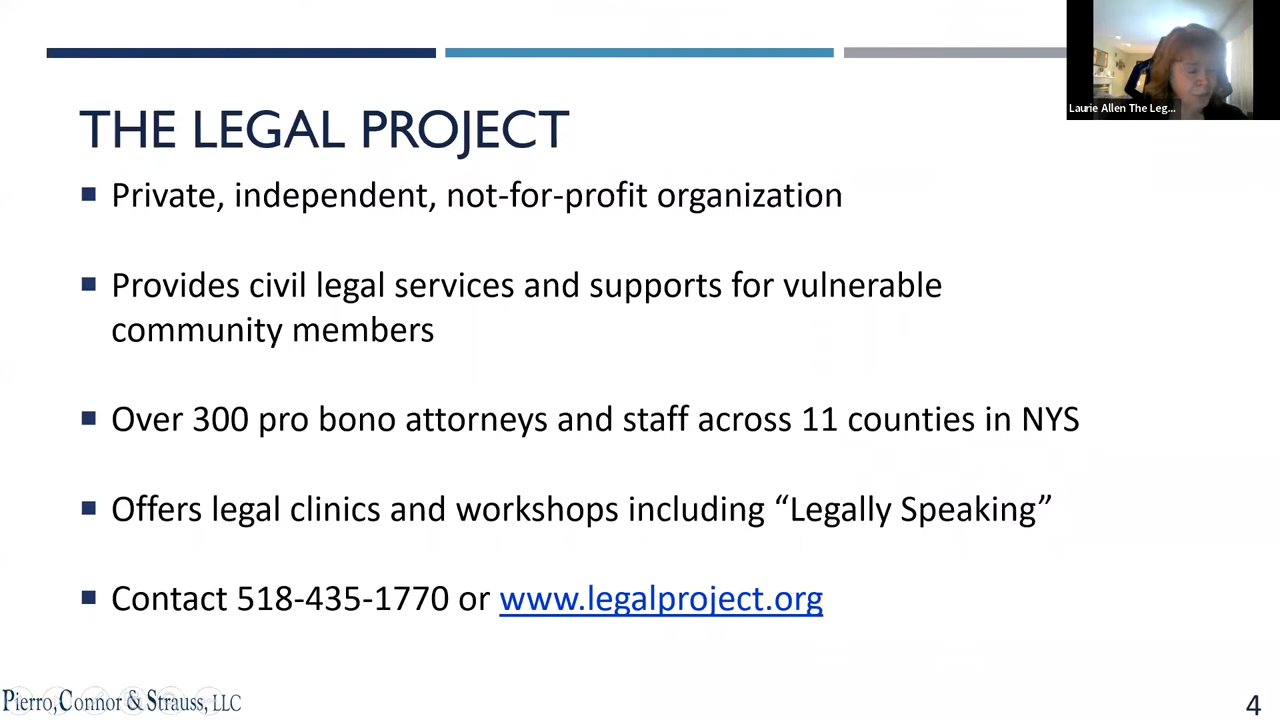 Laurie Allen The Leg...
THE LEGAL PROJECT
Private, independent, not-for-profit organization
Provides civil legal services and supports for vulnerable
community members
Over 300 pro bono attorneys and staff across 11 counties in NYS
Offers legal clinics and workshops including “Legally Speaking”
Contact 518-435-1770 or www.legalproject.org
Pierro, Connor & Strauss, LLC
4